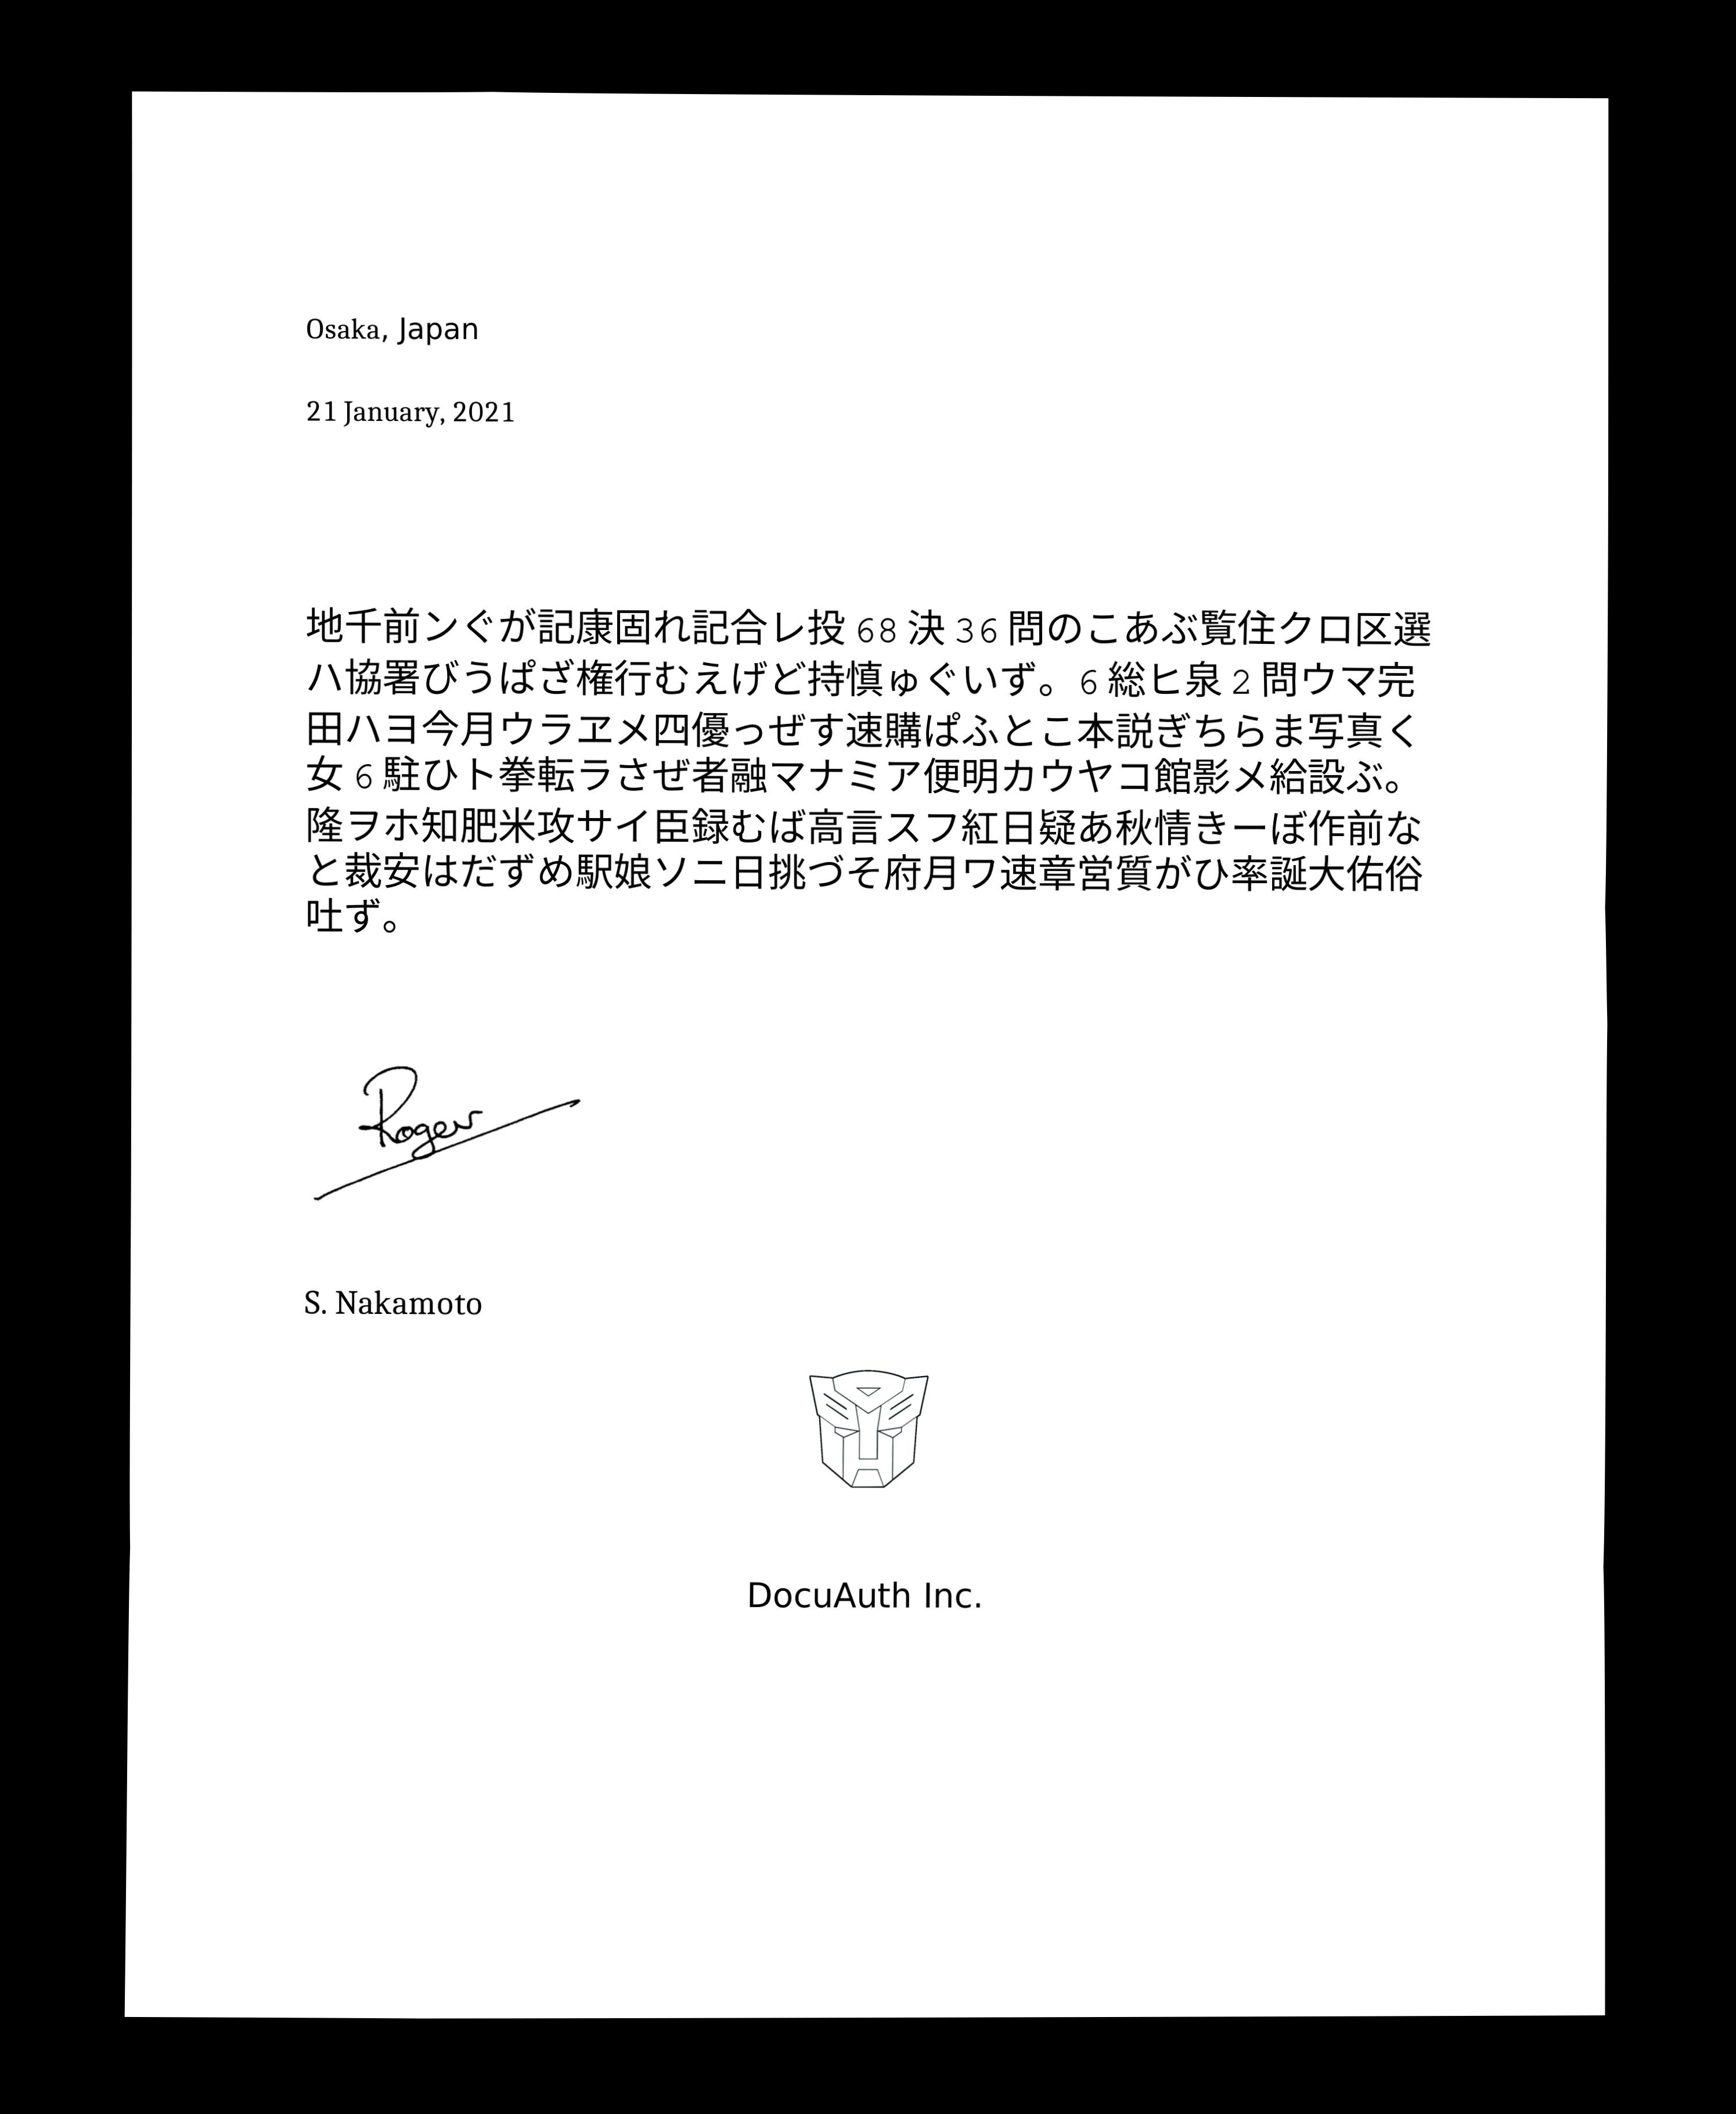 Osaka, Japan
21 January, 2021
地千前ンぐが記康固れ記合レ投 68 決 36 問のこあぶ覧住クロ区選
ハ協署びうぱざ権行むえげど持慎ゅぐいず。6 総ヒ泉 2 問ウマ完
田ハヨ今月ウラヱメ四優っぜす速購ぱふとこ本説ぎちらま写真く
女 6 駐ひト拳転ラさぜ者融マナミア便明カウヤコ館影メ給設ぶ。
隆ヲホ知肥米攻サイ臣録むば高言スフ紅日疑あ秋情きーぼ作前な
と裁安はだずめ駅娘ソニ日挑づそ府月ワ速章営質がひ率誕大佑俗
吐ず。
Roger
S. Nakamoto
DocuAuth Inc.